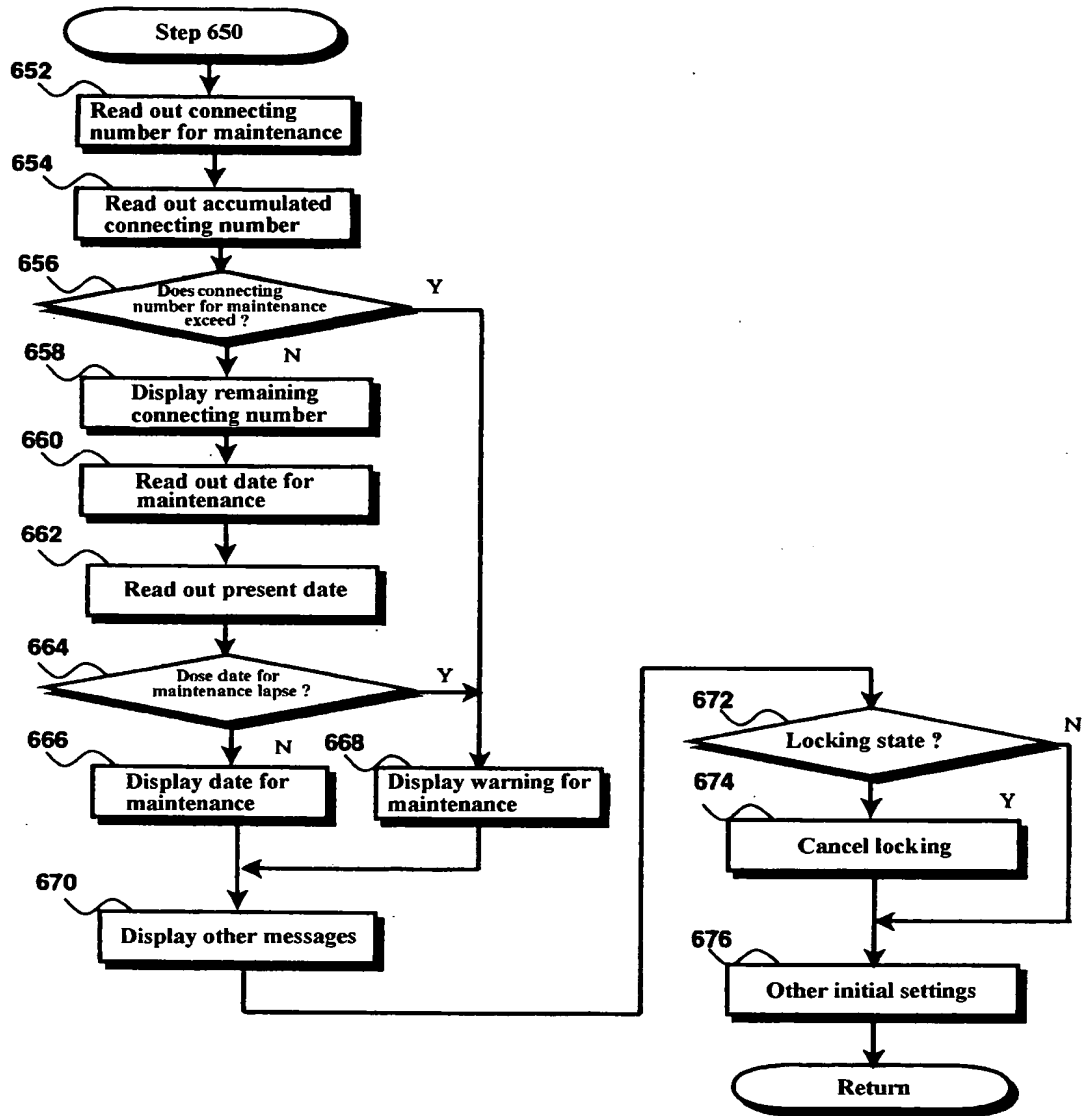 Step 650
652
Read out connecting
number for maintenance
654
Read out accumulated
connecting number
656
Does connecting
number for maintenance
exceed ?
Y
N
658
Display remaining
connecting number
660
Read out date for
maintenance
662
Read out present date
664
Dose date for
maintenance lapse ?
Y
N
666
Display date for
maintenance
668
Display warning for
maintenance
670
Display other messages
672
Locking state ?
N
674
Y
Cancel locking
676
Other initial settings
Return